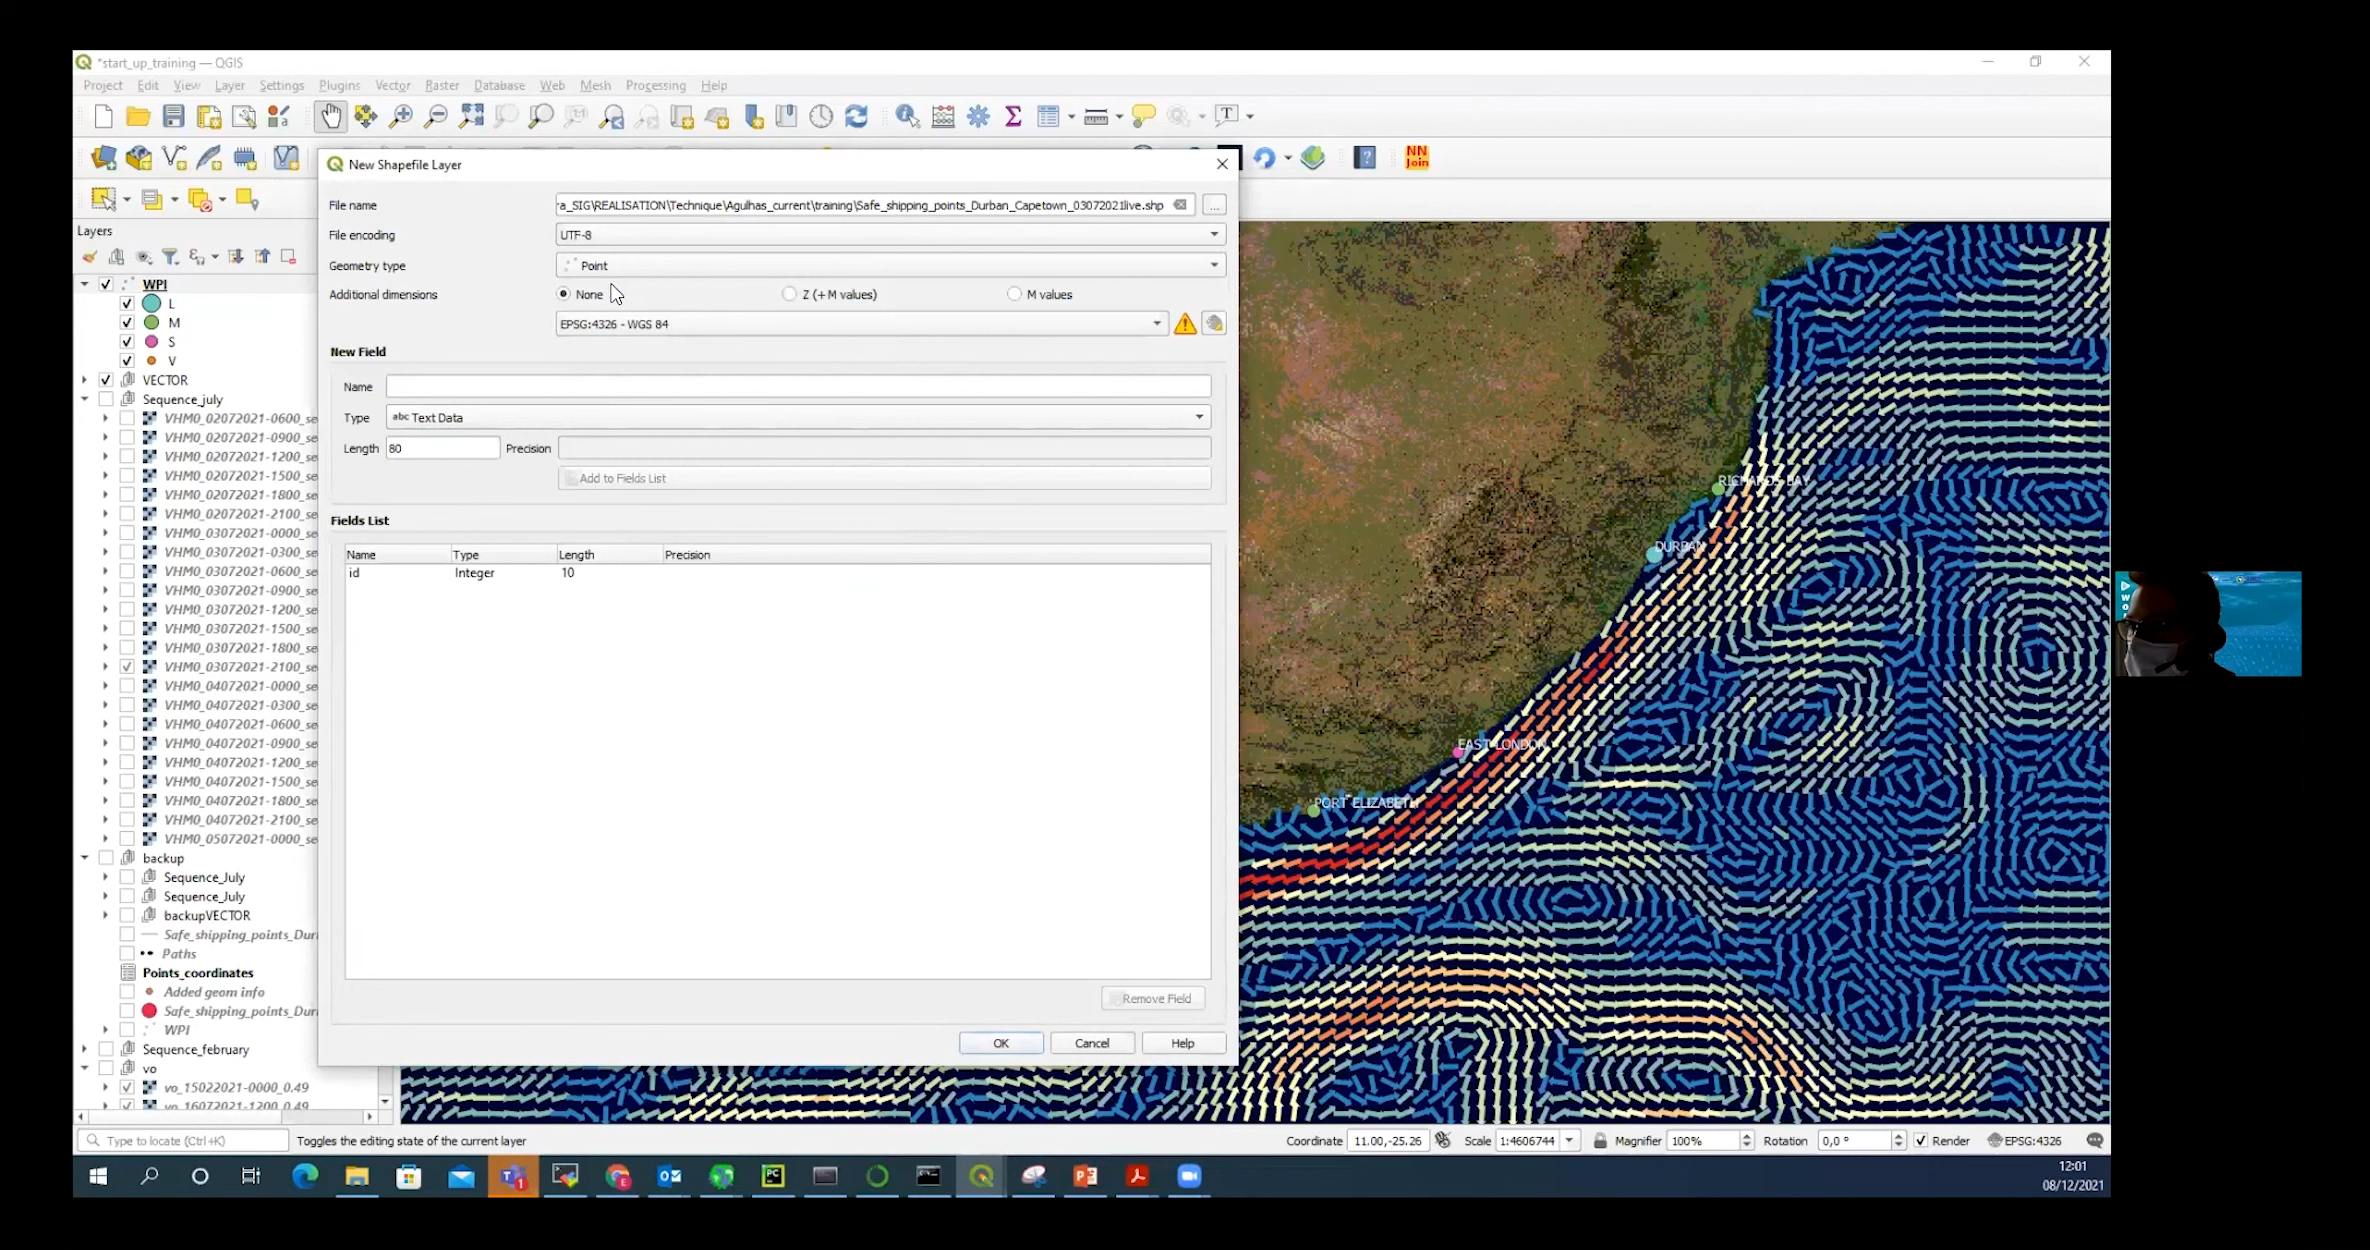 *start_up_training — QGIS
Project Edit View Layer Settings Plugins Vector Raster Database Web Mesh Processing Help
NN
Join
New Shapefile Layer
File name
ra_SIG\REALISATION\Technique\Agulhas_current\training\Safe_shipping_points_Durban_Capetown_03072021live.shp
...
File encoding
UTF-8
Geometry type
Point
Additional dimensions
None
Z (+ M values)
M values
EPSG:4326 - WGS 84
New Field
Name
Type
abc Text Data
Length 80 Precision
Add to Fields List
Fields List
Name Type Length Precision
id Integer 10
Remove Field
OK Cancel Help
Layers
WPI
L
M
S
V
VECTOR
Sequence_july
VHM0_02072021-0600_se
VHM0_02072021-0900_se
VHM0_02072021-1200_se
VHM0_02072021-1500_se
VHM0_02072021-1800_se
VHM0_02072021-2100_se
VHM0_03072021-0000_se
VHM0_03072021-0300_se
VHM0_03072021-0600_se
VHM0_03072021-0900_se
VHM0_03072021-1200_se
VHM0_03072021-1500_se
VHM0_03072021-1800_se
VHM0_03072021-2100_se
VHM0_04072021-0000_se
VHM0_04072021-0300_se
VHM0_04072021-0600_se
VHM0_04072021-0900_se
VHM0_04072021-1200_se
VHM0_04072021-1500_se
VHM0_04072021-1800_se
VHM0_04072021-2100_se
VHM0_05072021-0000_se
backup
Sequence_July
Sequence_July
backupVECTOR
Safe_shipping_points_Duri
Paths
Points_coordinates
Added geom info
Safe_shipping_points_Duri
WPI
Sequence_february
vo
vo_15022021-0000_0.49
vo_16072021-1200_0.49
RICHARDS BAY
DURBAN
EAST LONDON
PORT ELIZABETH
Type to locate (Ctrl+K)
Toggles the editing state of the current layer
Coordinate 11.00,-25.26 Scale 1:4606744 Magnifier 100% Rotation 0,0 ° Render EPSG:4326
12:01
08/12/2021